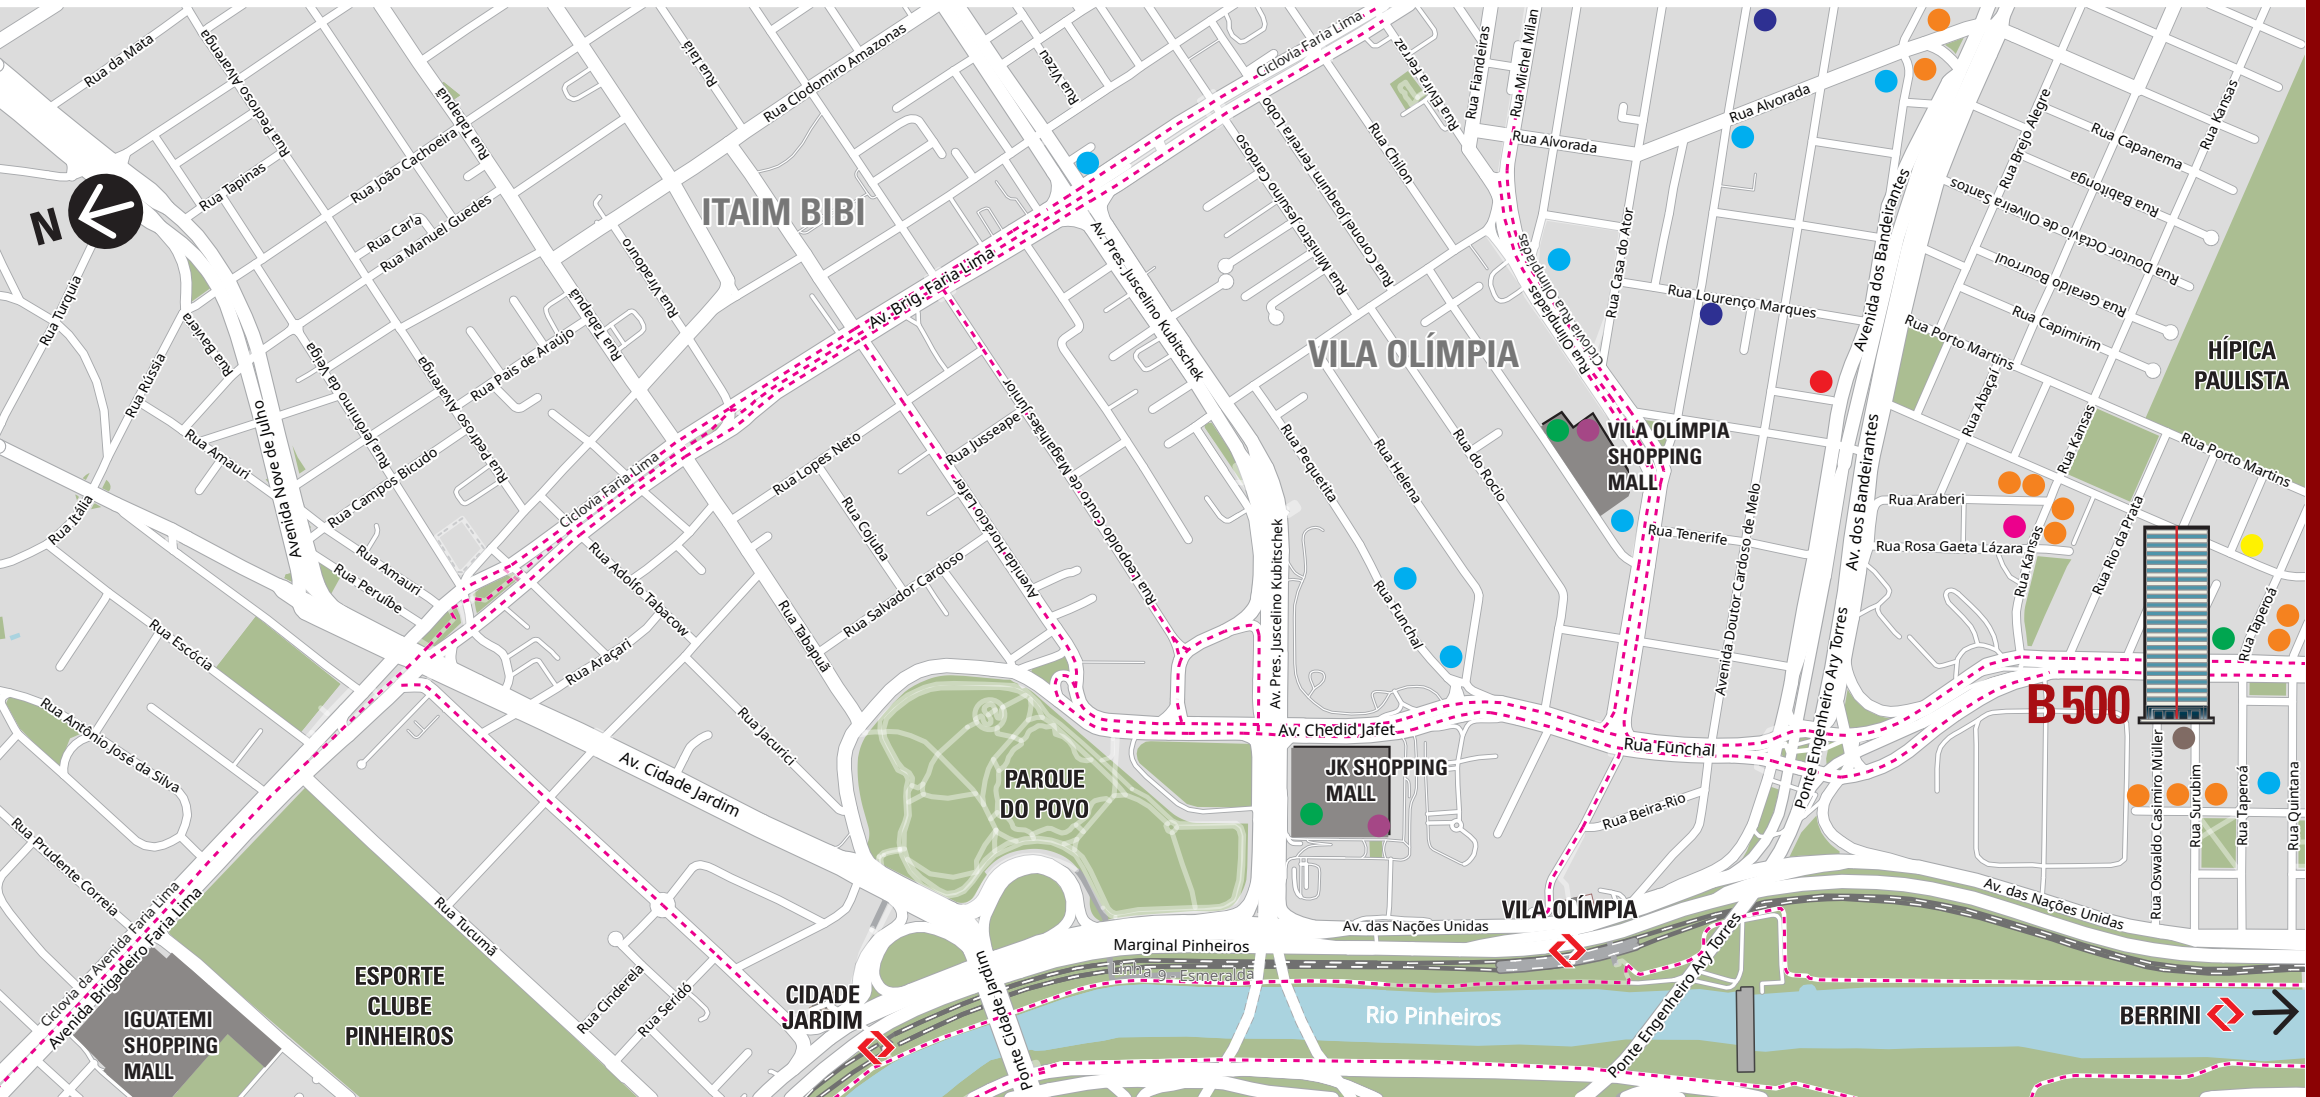 Rua da Mata
Rua Pedroso Alvarenga
Rua Tabapuã
Rua Iaiá
Rua Clodomiro Amazonas
Rua Vizeu
Ciclovia Faria Lima
Rua Elvira Ferraz
Rua Fiandeiras
Rua Michel Milan
Rua Alvorada
Rua Alvorada
Rua Brejo Alegre
Rua Kansas
Rua Capanema
Rua Babitonga
Rua Doutor Octávio de Oliveira Santos
Rua Geraldo Bourroul
Rua Capimirim
Rua Porto Martins
HÍPICA
PAULISTA
N
Rua Tapinas
Rua João Cachoeira
Rua Carla
Rua Manuel Guedes
ITAIM BIBI
Rua Turquia
Rua Rússia
Rua Baviera
Rua Amauri
Rua Itália
Avenida Nove de Julho
Rua Jerônimo da Veiga
Rua Pedroso Alvarenga
Rua Pais de Araújo
Rua Tabapuã
Rua Viradouro
Av. Brig. Faria Lima
Av. Pres. Juscelino Kubitschek
Rua Ministro Jesuíno Cardoso
Rua Coronel Joaquim Ferreira Lobo
Rua Chilon
VILA OLÍMPIA
Rua Olimpíadas
Ciclovia Rua Olimpíadas
Rua Casa do Ator
Rua Lourenço Marques
Avenida dos Bandeirantes
Rua Campos Bicudo
Ciclovia Faria Lima
Rua Lopes Neto
Rua Jusseape
Rua Cojuba
Avenida Horácio Lafer
Rua Leopoldo Couto de Magalhães Júnior
Rua Salvador Cardoso
Rua Pequetita
Rua Helena
Rua do Rocio
VILA OLÍMPIA
SHOPPING
MALL
Rua Tenerife
Avenida Doutor Cardoso de Melo
Av. dos Bandeirantes
Rua Abaçaí
Rua Kansas
Rua Porto Martins
Rua Araberi
Rua Rosa Gaeta Lázara
Rua Kansas
Rua Rio da Prata
Rua Taperoá
Rua Amauri
Rua Peruíbe
Rua Adolfo Tabacow
Rua Araçari
Rua Tabapuã
Rua Jacurici
Rua Escócia
Rua Antônio José da Silva
Rua Prudente Correia
Av. Cidade Jardim
PARQUE
DO POVO
Av. Pres. Juscelino Kubitschek
Rua Funchal
Av. Chedid Jafet
Rua Funchal
JK SHOPPING
MALL
Rua Beira-Rio
Ponte Engenheiro Ary Torres
B 500
Rua Oswaldo Casimiro Müller
Rua Surubim
Rua Taperoá
Rua Quintana
Ciclovia da Avenida Faria Lima
Avenida Brigadeiro Faria Lima
Rua Tucumã
Rua Cinderela
Rua Seridó
ESPORTE
CLUBE
PINHEIROS
IGUATEMI
SHOPPING
MALL
CIDADE
JARDIM
Ponte Cidade Jardim
Marginal Pinheiros
Linha 9 - Esmeralda
Av. das Nações Unidas
VILA OLÍMPIA
Av. das Nações Unidas
Rio Pinheiros
Ponte Engenheiro Ary Torres
BERRINI